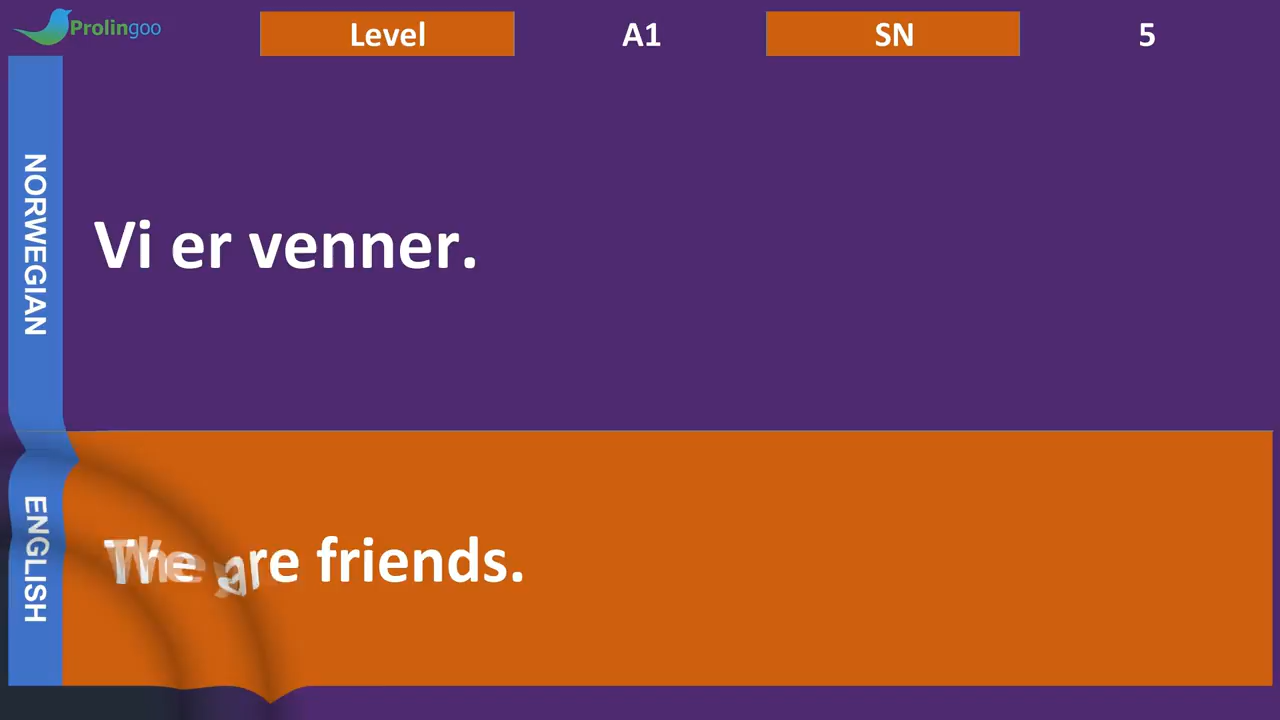 Prolingoo
Level A1 SN 5
NORWEGIAN
Vi er venner.
ENGLISH
are friends.